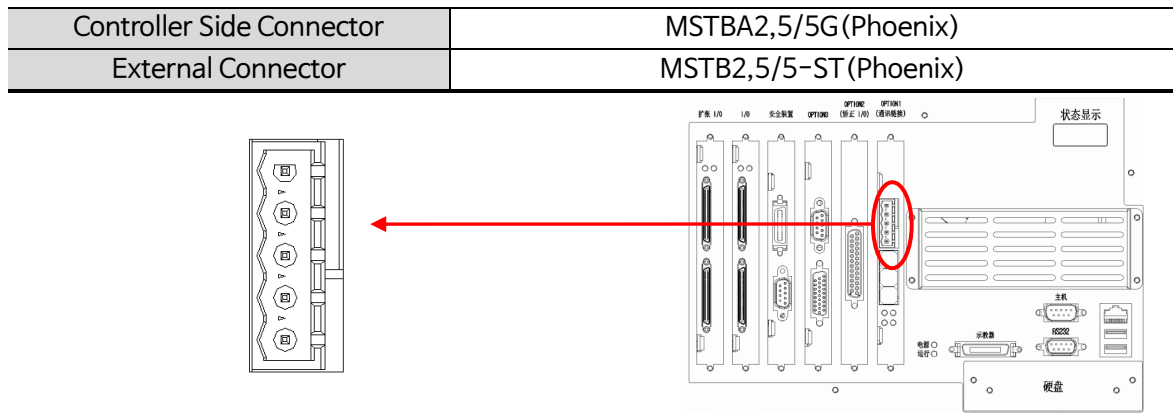 Controller Side Connector MSTBA2,5/5G(Phoenix)
External Connector MSTB2,5/5-ST(Phoenix)
OPTION2 OPTION1
扩张 I/O I/O 安全装置 OPTION3 (矫正 I/O) (通讯链接)
状态显示
主机
示教器 RS232
电源
运行
硬盘